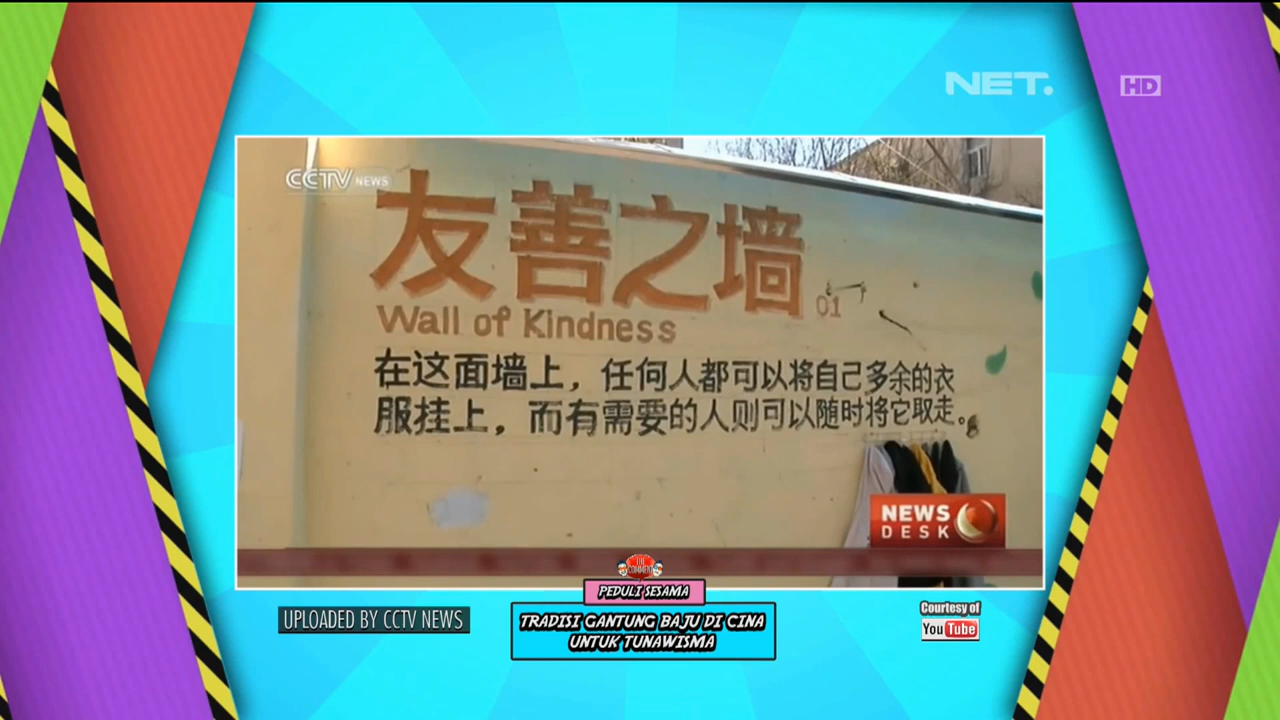 NET.
HD
CCTV NEWS
友善之墙
01
Wall of Kindness
在这面墙上，任何人都可以将自己多余的衣
服挂上，而有需要的人则可以随时将它取走。
NEWS
DESK
THE
COMMENT
PEDULI SESAMA
UPLOADED BY CCTV NEWS
TRADISI GANTUNG BAJU DI CINA
UNTUK TUNAWISMA
Courtesy of
YouTube